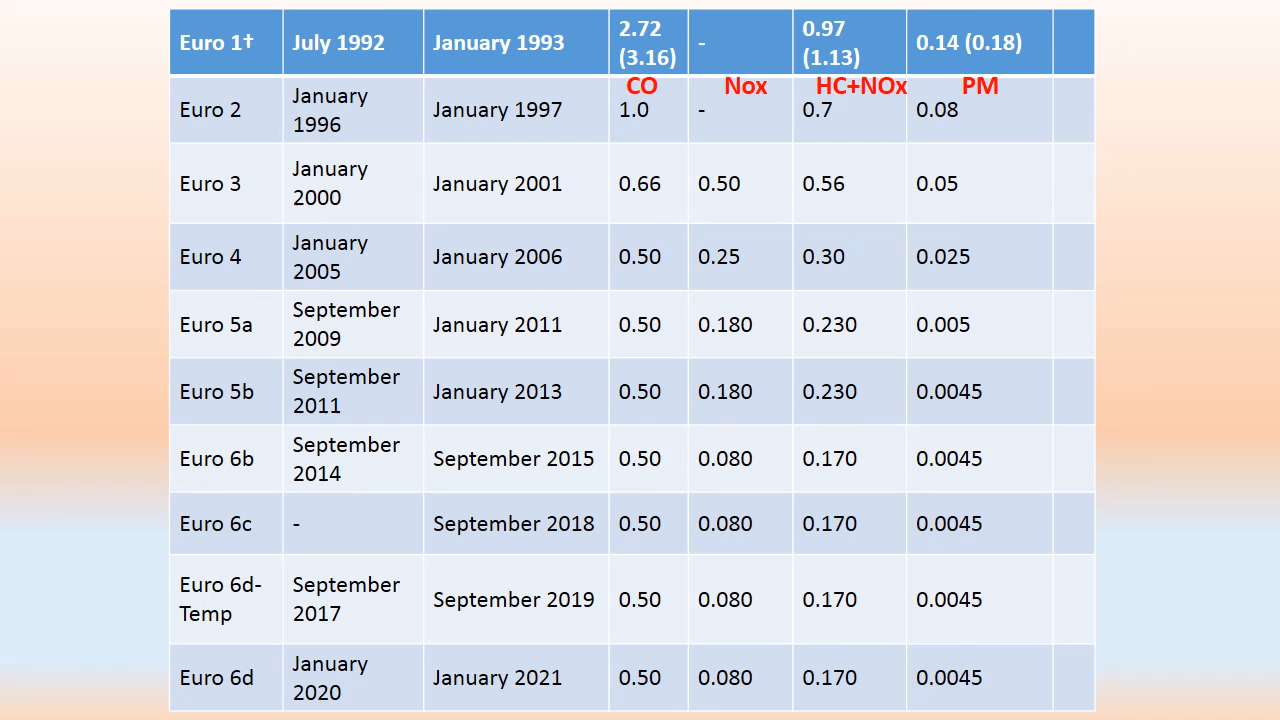 Euro 1† July 1992 January 1993 2.72 (3.16) - 0.97 (1.13) 0.14 (0.18)
CO Nox HC+NOx PM
Euro 2 January 1996 January 1997 1.0 - 0.7 0.08
Euro 3 January 2000 January 2001 0.66 0.50 0.56 0.05
Euro 4 January 2005 January 2006 0.50 0.25 0.30 0.025
Euro 5a September 2009 January 2011 0.50 0.180 0.230 0.005
Euro 5b September 2011 January 2013 0.50 0.180 0.230 0.0045
Euro 6b September 2014 September 2015 0.50 0.080 0.170 0.0045
Euro 6c - September 2018 0.50 0.080 0.170 0.0045
Euro 6d-Temp September 2017 September 2019 0.50 0.080 0.170 0.0045
Euro 6d January 2020 January 2021 0.50 0.080 0.170 0.0045